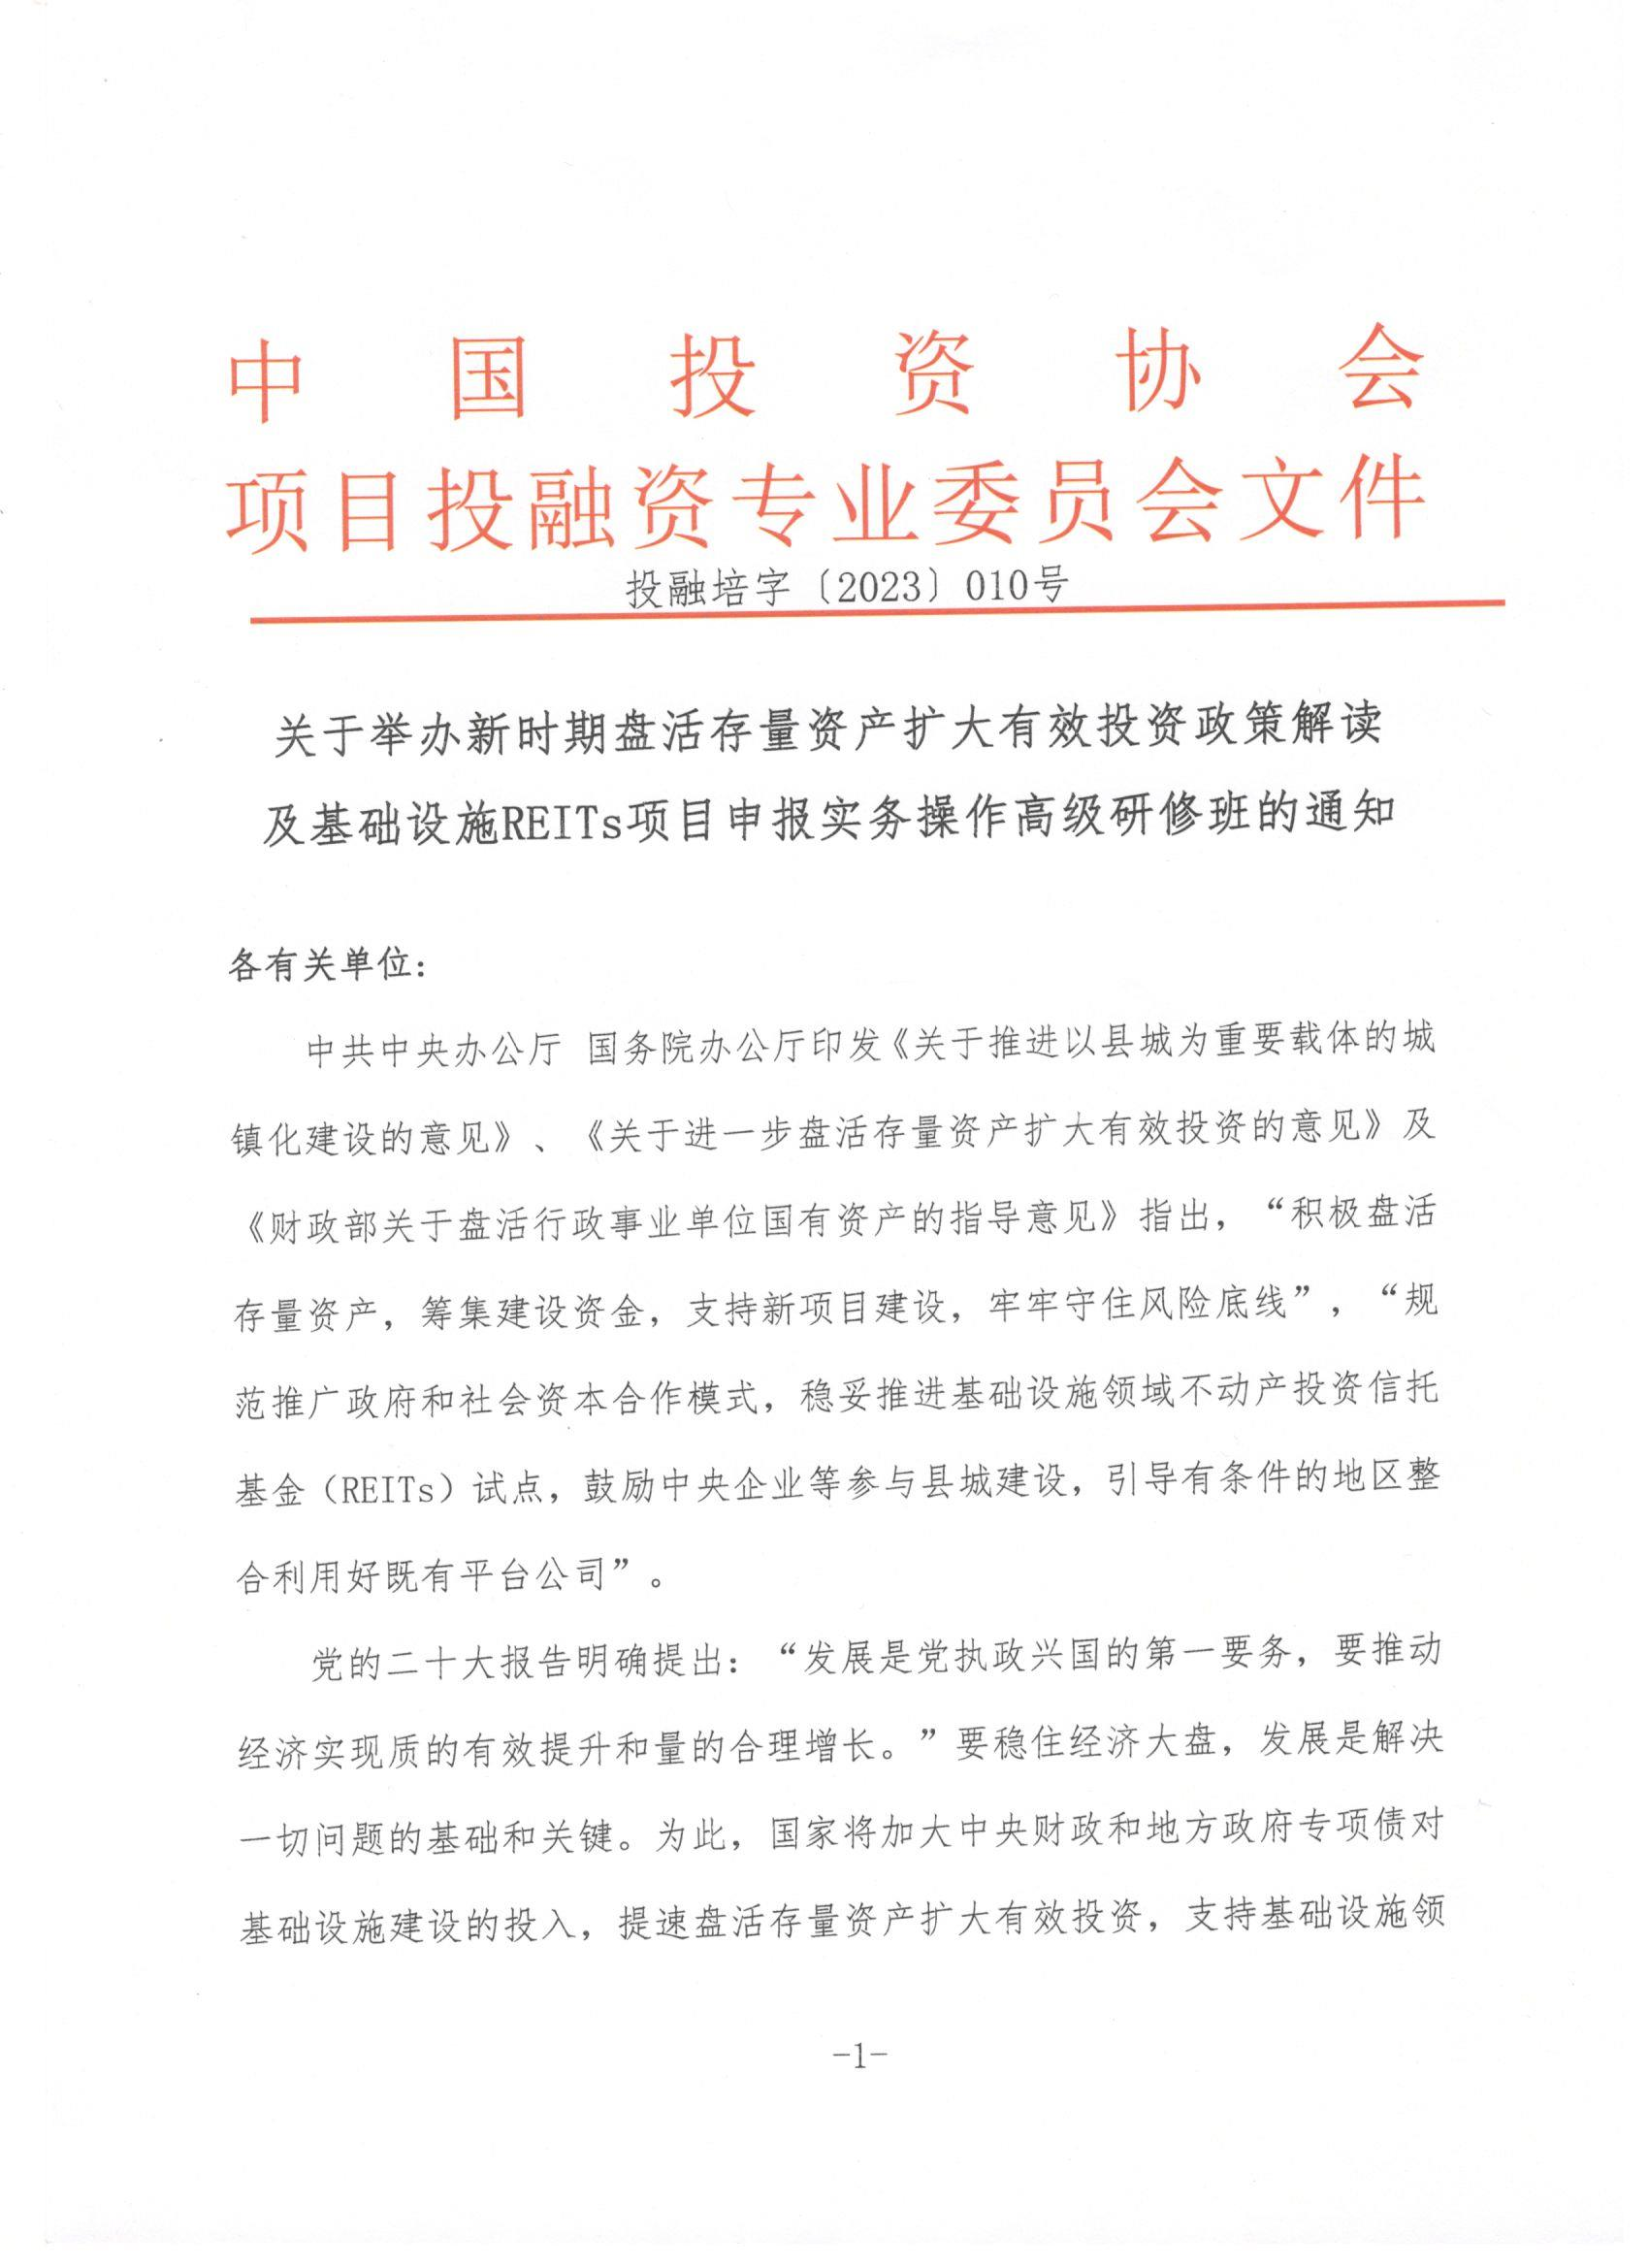 中国投资协会
项目投融资专业委员会文件
投融培字〔2023〕010号
关于举办新时期盘活存量资产扩大有效投资政策解读
及基础设施REITs项目申报实务操作高级研修班的通知
各有关单位：
中共中央办公厅 国务院办公厅印发《关于推进以县城为重要载体的城
镇化建设的意见》、《关于进一步盘活存量资产扩大有效投资的意见》及
《财政部关于盘活行政事业单位国有资产的指导意见》指出，“积极盘活
存量资产，筹集建设资金，支持新项目建设，牢牢守住风险底线”，“规
范推广政府和社会资本合作模式，稳妥推进基础设施领域不动产投资信托
基金（REITs）试点，鼓励中央企业等参与县城建设，引导有条件的地区整
合利用好既有平台公司”。
党的二十大报告明确提出：“发展是党执政兴国的第一要务，要推动
经济实现质的有效提升和量的合理增长。”要稳住经济大盘，发展是解决
一切问题的基础和关键。为此，国家将加大中央财政和地方政府专项债对
基础设施建设的投入，提速盘活存量资产扩大有效投资，支持基础设施领
-1-